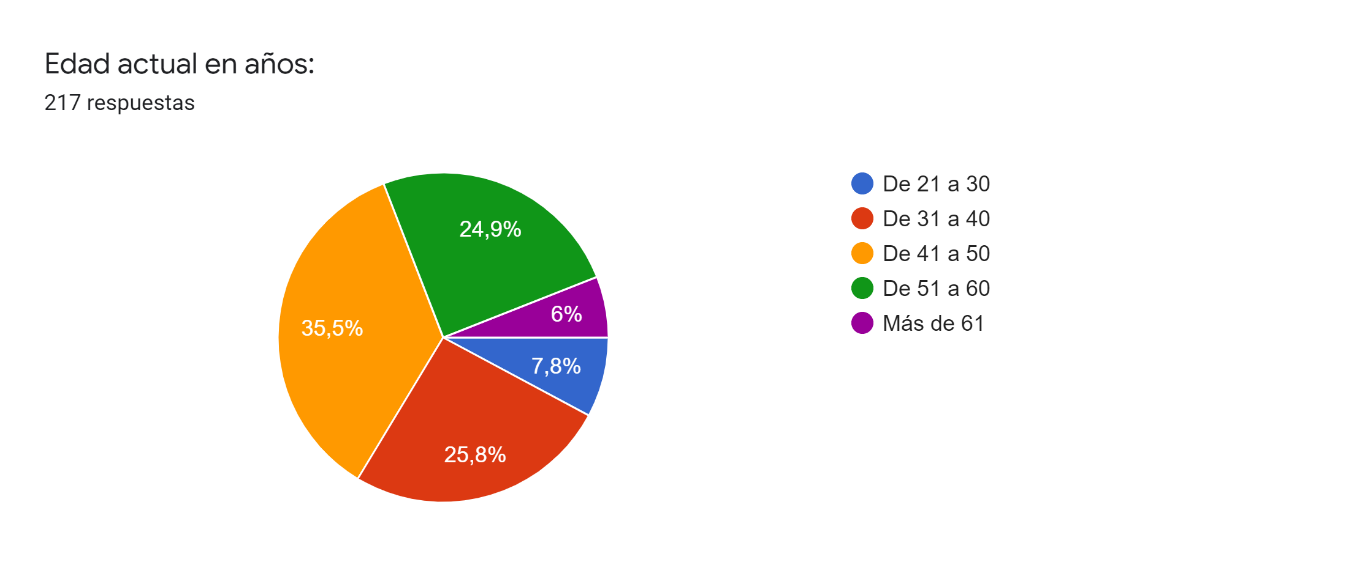 Edad actual en años:
217 respuestas
24,9%
6%
35,5%
7,8%
25,8%
De 21 a 30
De 31 a 40
De 41 a 50
De 51 a 60
Más de 61